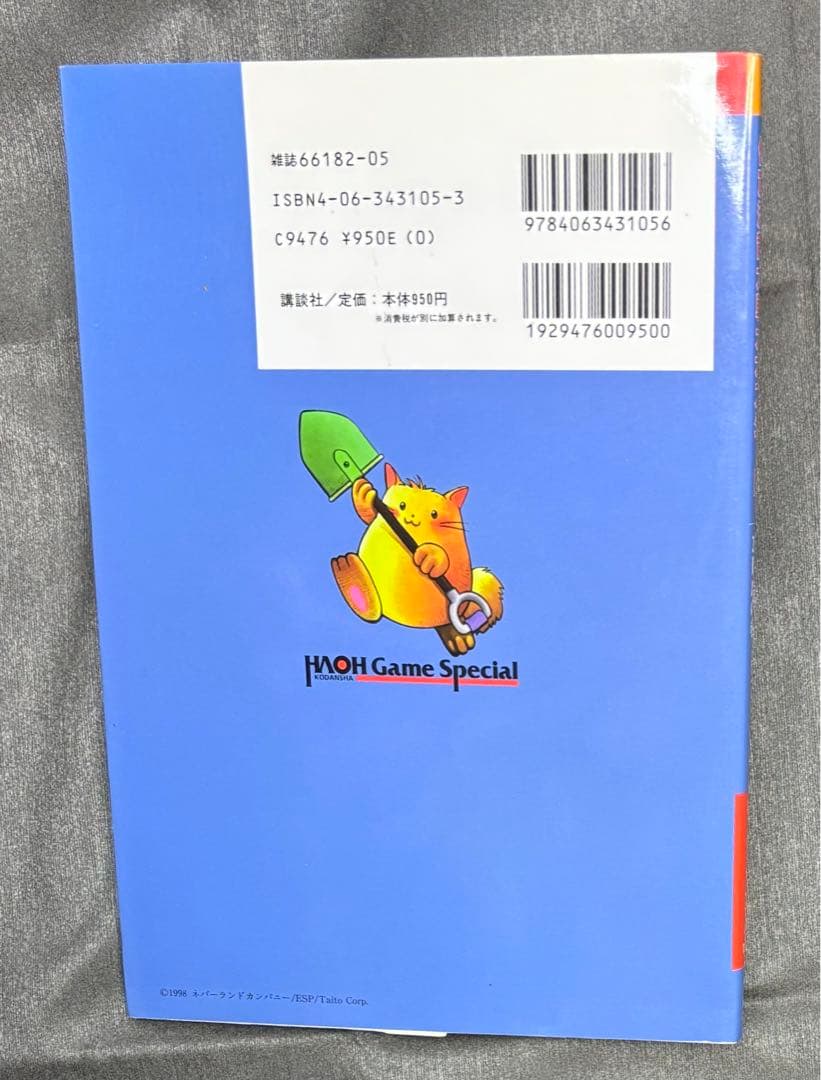 雑誌66182-05
ISBN4-06-343105-3
C9476 ¥950E(0)
講談社/定価:本体950円
※消費税が別に加算されます。
9784063431056
1929476009500
HAOH Game Special
KODANSHA
©1998 ネバーランドカンパニー/ESP/Taito Corp.